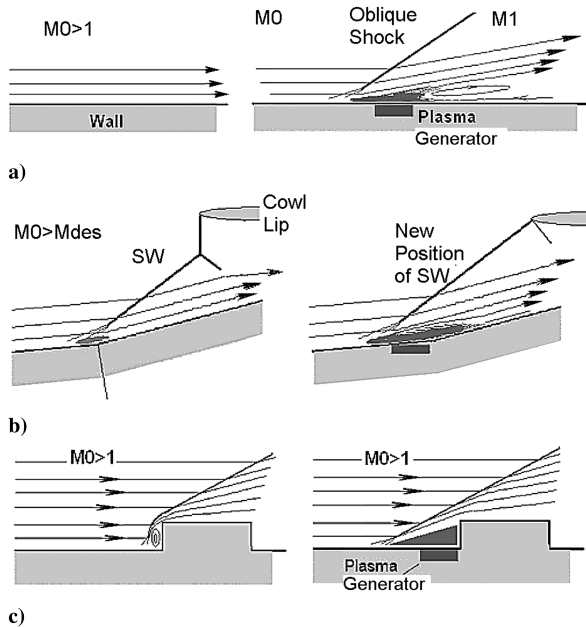 M0>1
Wall
M0
Oblique
Shock
M1
Plasma
Generator
a)
M0>Mdes
SW
Cowl
Lip
New
Position
of SW
b)
M0>1
M0>1
Plasma
Generator
c)